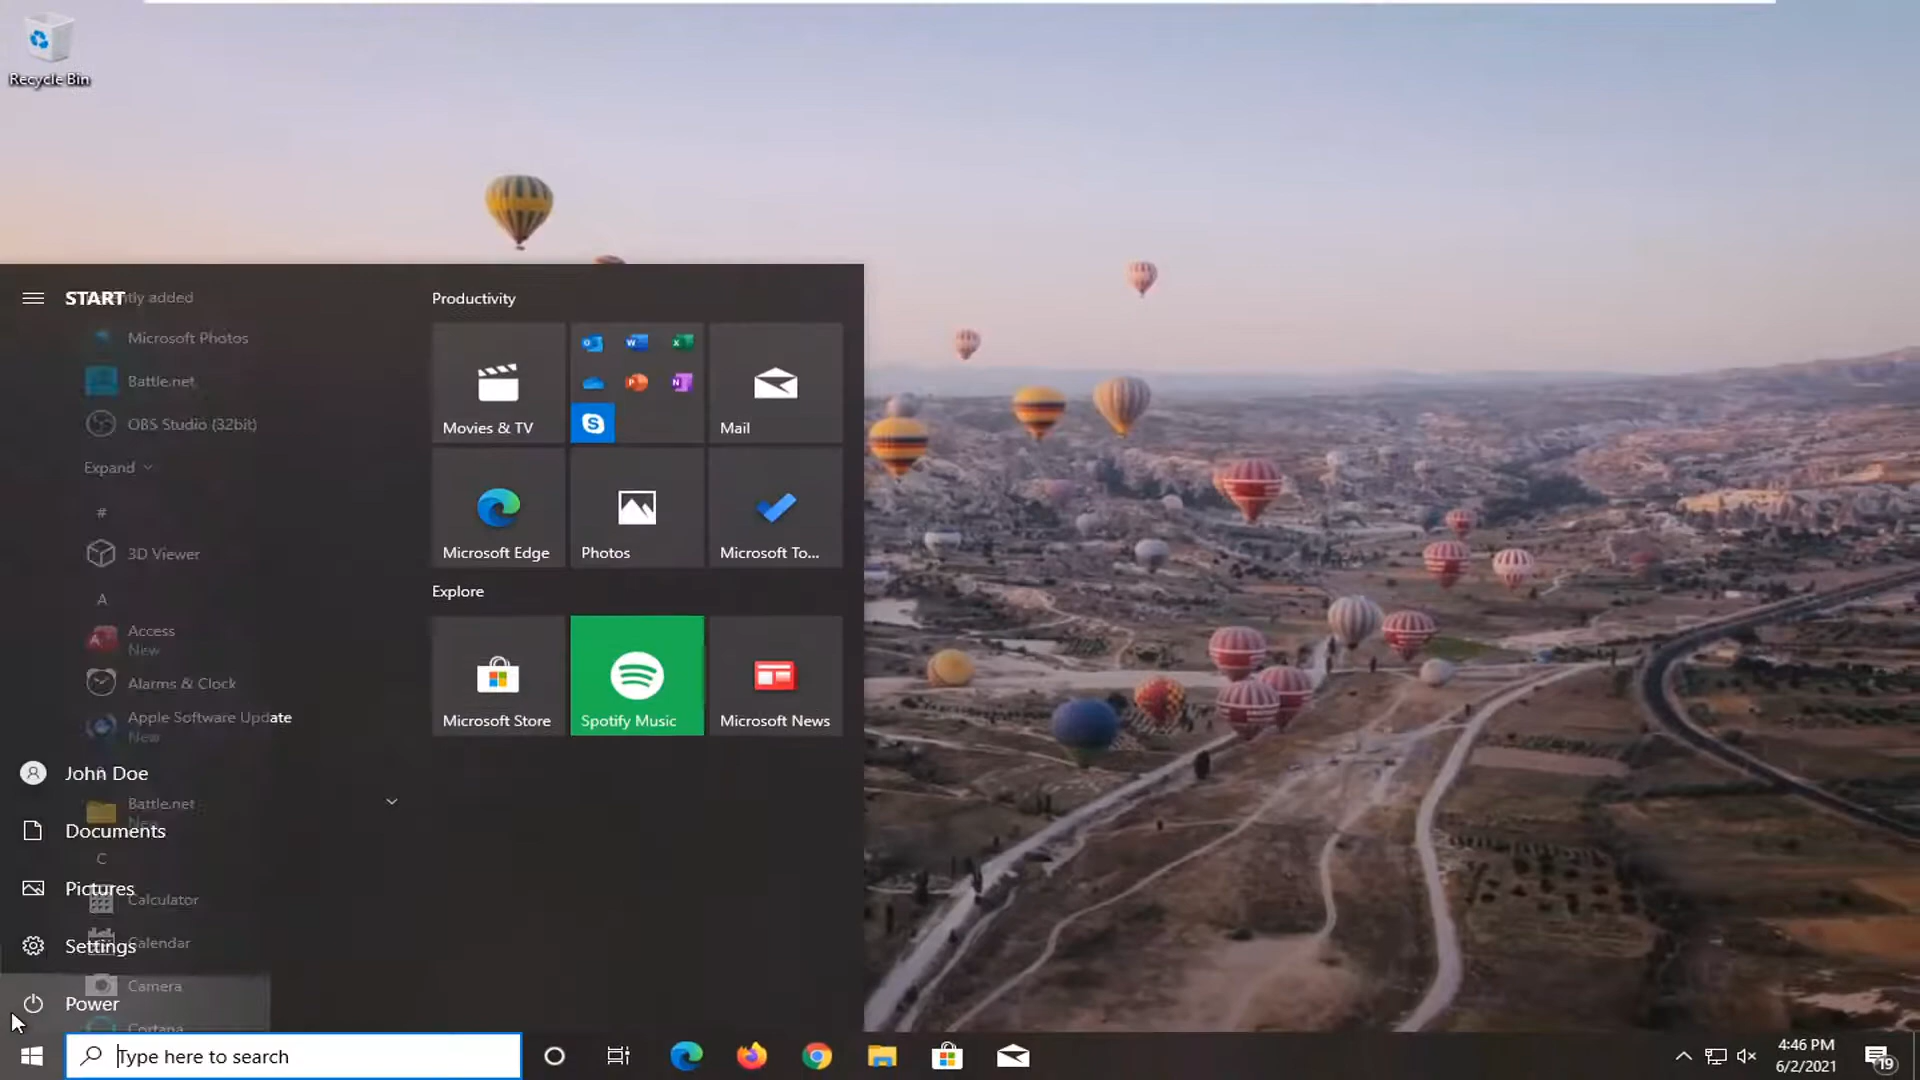 Recycle Bin
START
ntly added
Microsoft Photos
Battle.net
OBS Studio (32bit)
Expand
#
3D Viewer
A
Access
New
Alarms & Clock
Apple Software Update
New
John Doe
Battle.net
Documents
C
Pictures
Calculator
Settings
Calendar
Camera
Power
Cortana
Productivity
Movies & TV
Mail
Microsoft Edge
Photos
Microsoft To...
Explore
Microsoft Store
Spotify Music
Microsoft News
Type here to search
4:46 PM
6/2/2021
19